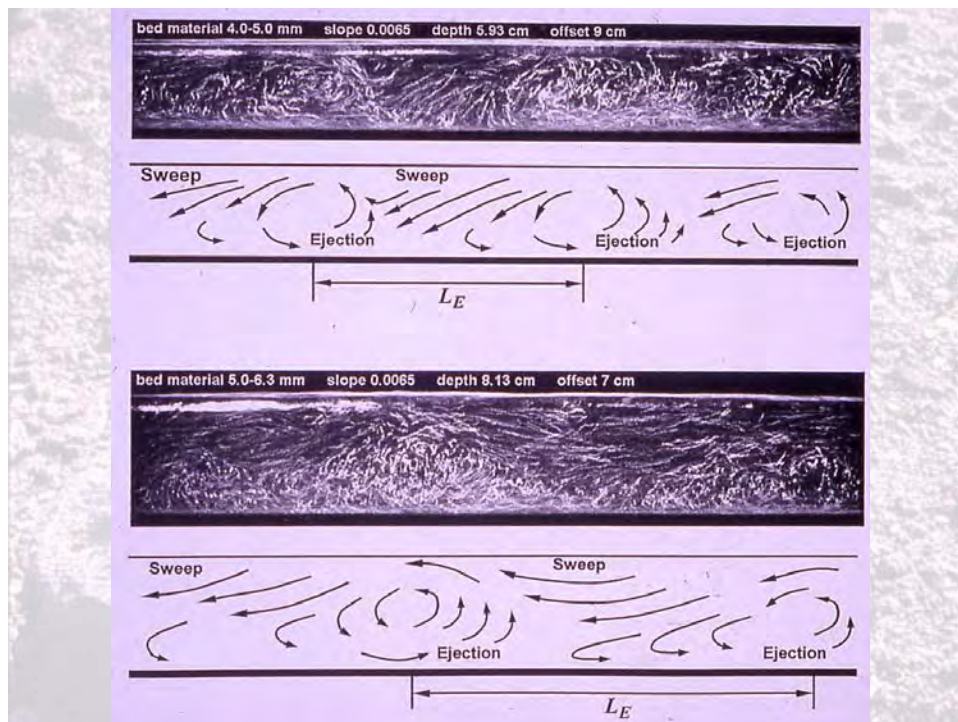 bed material 4.0-5.0 mm slope 0.0065 depth 5.93 cm offset 9 cm
Sweep Sweep
Ejection Ejection Ejection
L_E
bed material 5.0-6.3 mm slope 0.0065 depth 8.13 cm offset 7 cm
Sweep Sweep
Ejection Ejection
L_E